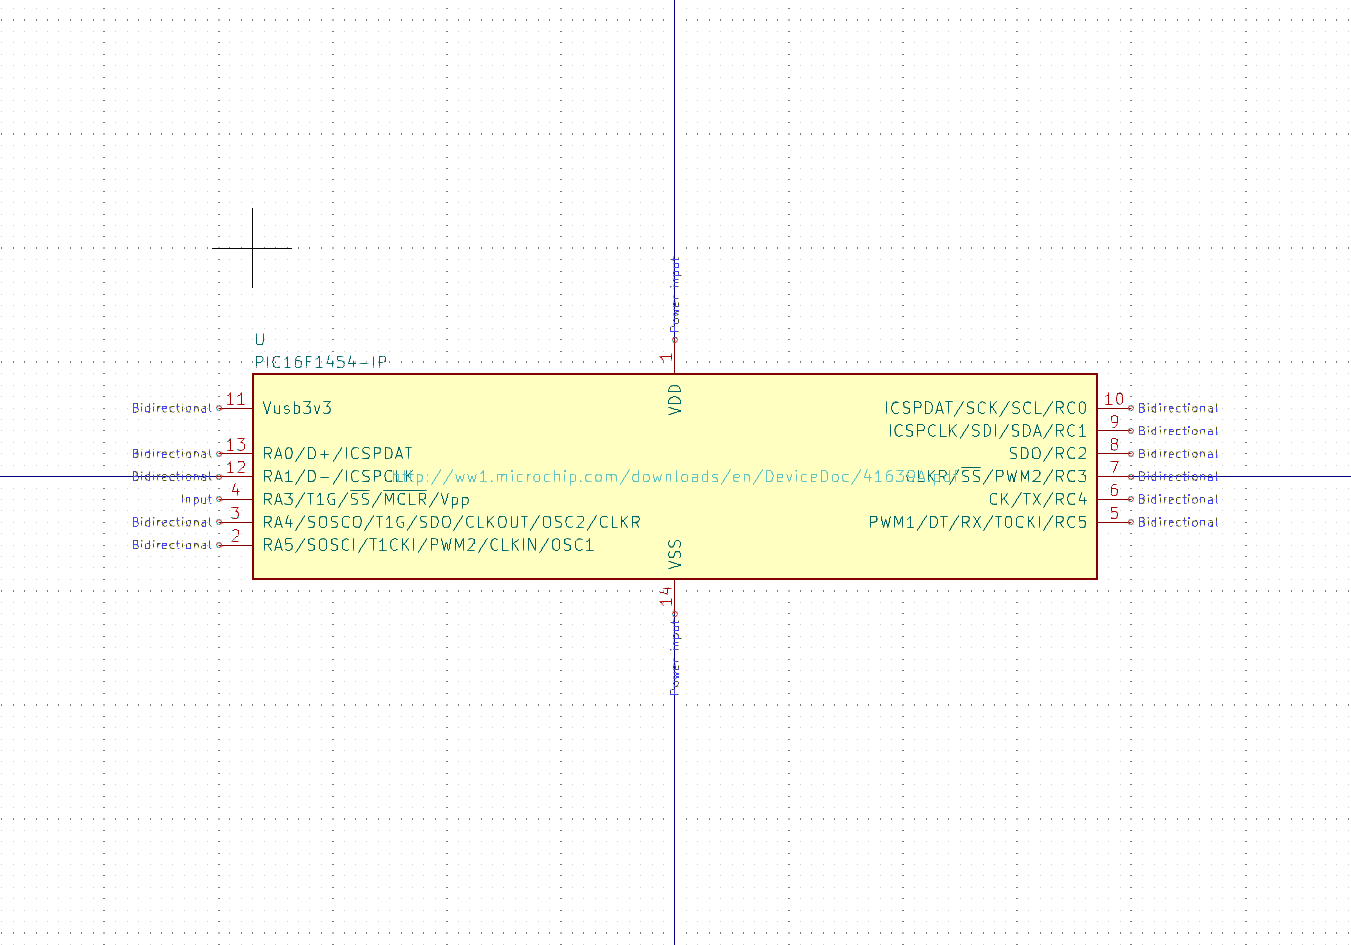 Power input
U
1
PIC16F1454-IP
VDD
Bidirectional 11 Vusb3v3 ICSPDAT/SCK/SCL/RC0 10 Bidirectional
ICSPCLK/SDI/SDA/RC1 9 Bidirectional
Bidirectional 13 RA0/D+/ICSPDAT SDO/RC2 8 Bidirectional
Bidirectional 12 RA1/D-/ICSPCLK http://ww1.microchip.com/downloads/en/DeviceDoc/41639A.pdf CLKR/SS/PWM2/RC3 7 Bidirectional
Input 4 RA3/T1G/SS/MCLR/Vpp CK/TX/RC4 6 Bidirectional
Bidirectional 3 RA4/SOSCO/T1G/SDO/CLKOUT/OSC2/CLKR PWM1/DT/RX/T0CKI/RC5 5 Bidirectional
Bidirectional 2 RA5/SOSCI/T1CKI/PWM2/CLKIN/OSC1
VSS
14
Power input